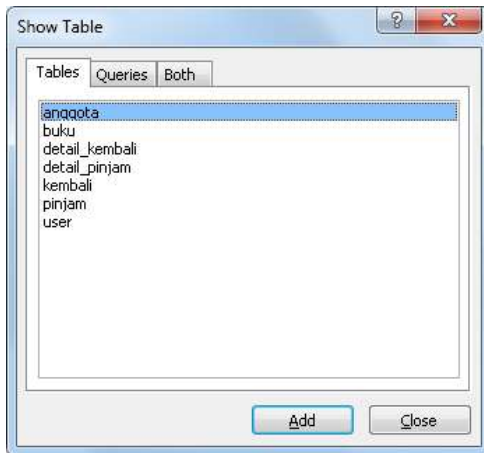 Show Table
Tables Queries Both
anggota
buku
detail_kembali
detail_pinjam
kembali
pinjam
user
Add Close